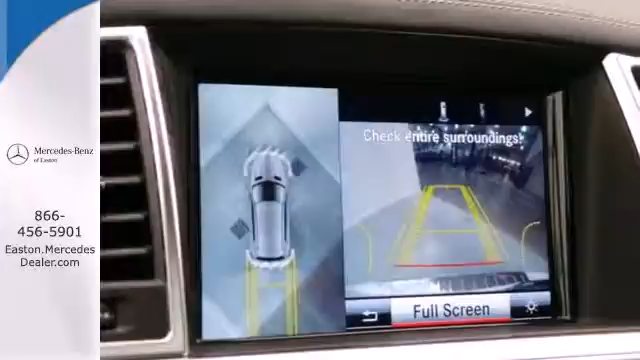 Mercedes-Benz
of Easton
866-
456-5901
Easton.Mercedes
Dealer.com
Check entire surroundings!
Full Screen